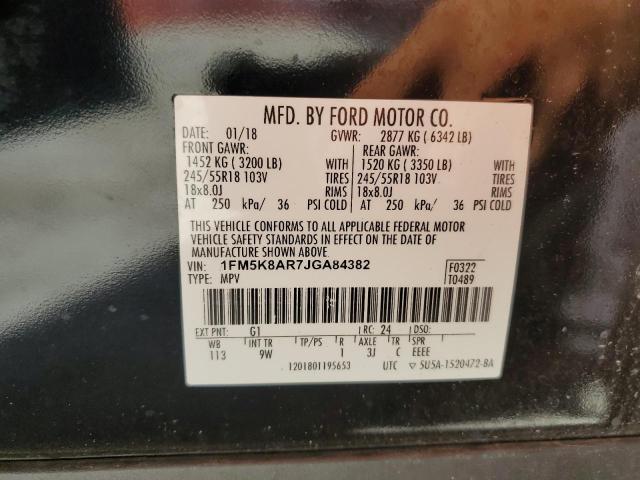 MFD. BY FORD MOTOR CO.
DATE: 01/18 GVWR: 2877 KG ( 6342 LB)
FRONT GAWR: REAR GAWR:
1452 KG ( 3200 LB) WITH 1520 KG ( 3350 LB) WITH
245/55R18 103V TIRES 245/55R18 103V TIRES
18x8.0J RIMS 18x8.0J RIMS
AT 250 kPa/ 36 PSI COLD AT 250 kPa/ 36 PSI COLD
THIS VEHICLE CONFORMS TO ALL APPLICABLE FEDERAL MOTOR
VEHICLE SAFETY STANDARDS IN EFFECT ON THE DATE OF
MANUFACTURE SHOWN ABOVE.
VIN: 1FM5K8AR7JGA84382 F0322
TYPE: MPV T0489
EXT PNT: G1 RC: 24 DSO:
WB INT TR TP/PS R AXLE TR SPR
113 9W 1 3J C EEEE
1201801195653 UTC ▽ 5U5A-1520472-BA